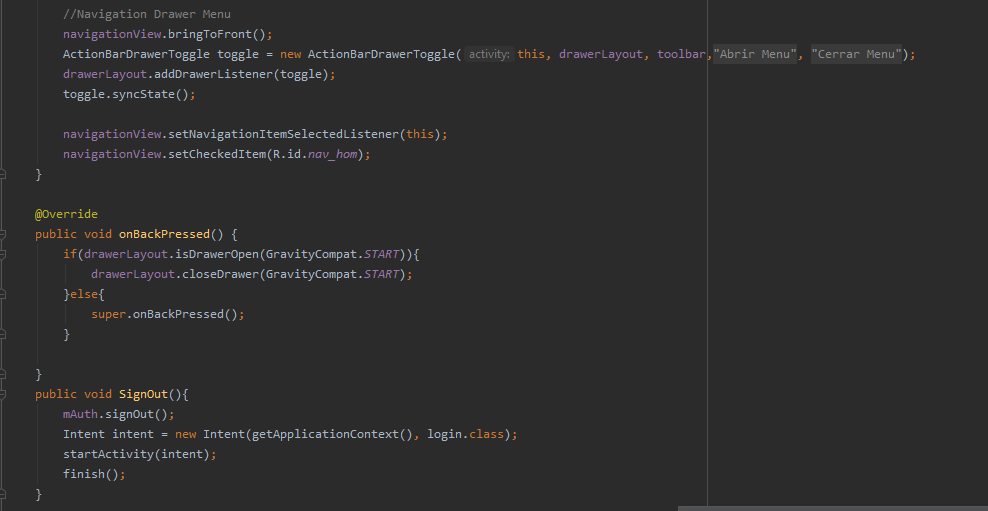 //Navigation Drawer Menu
navigationView.bringToFront();
ActionBarDrawerToggle toggle = new ActionBarDrawerToggle( activity: this, drawerLayout, toolbar,"Abrir Menu", "Cerrar Menu");
drawerLayout.addDrawerListener(toggle);
toggle.syncState();
navigationView.setNavigationItemSelectedListener(this);
navigationView.setCheckedItem(R.id.nav_hom);
}
@Override
public void onBackPressed() {
if(drawerLayout.isDrawerOpen(GravityCompat.START)){
drawerLayout.closeDrawer(GravityCompat.START);
}else{
super.onBackPressed();
}
}
public void SignOut(){
mAuth.signOut();
Intent intent = new Intent(getApplicationContext(), login.class);
startActivity(intent);
finish();
}